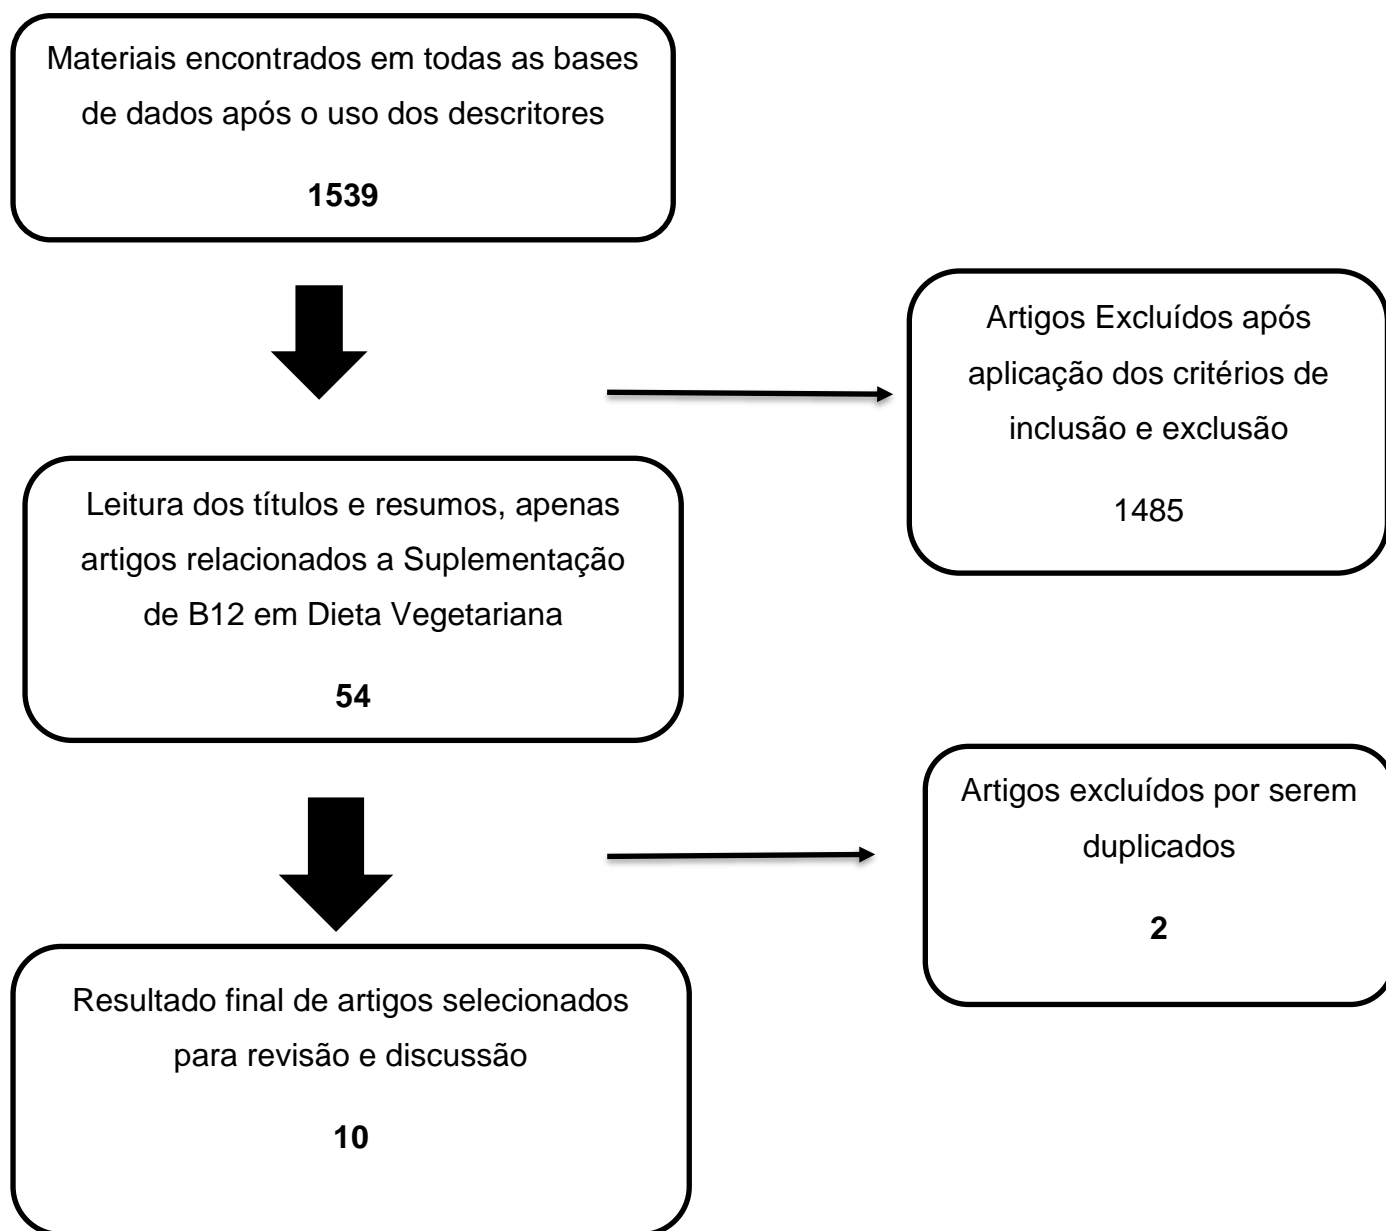 Materiais encontrados em todas as bases
de dados após o uso dos descritores
1539
Artigos Excluídos após
aplicação dos critérios de
inclusão e exclusão
1485
Leitura dos títulos e resumos, apenas
artigos relacionados a Suplementação
de B12 em Dieta Vegetariana
54
Artigos excluídos por serem
duplicados
2
Resultado final de artigos selecionados
para revisão e discussão
10